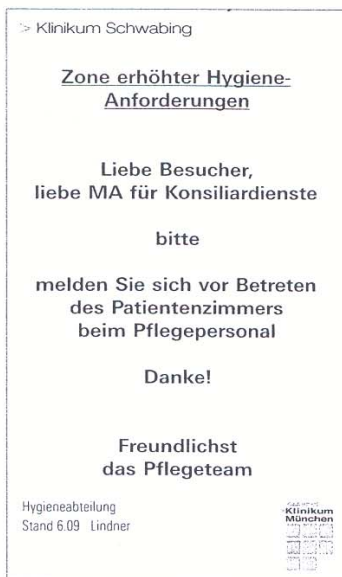 > Klinikum Schwabing
Zone erhöhter Hygiene-
Anforderungen
Liebe Besucher,
liebe MA für Konsiliardienste
bitte
melden Sie sich vor Betreten
des Patientenzimmers
beim Pflegepersonal
Danke!
Freundlichst
das Pflegeteam
Hygieneabteilung
Stand 6.09 Lindner
Klinikum
München